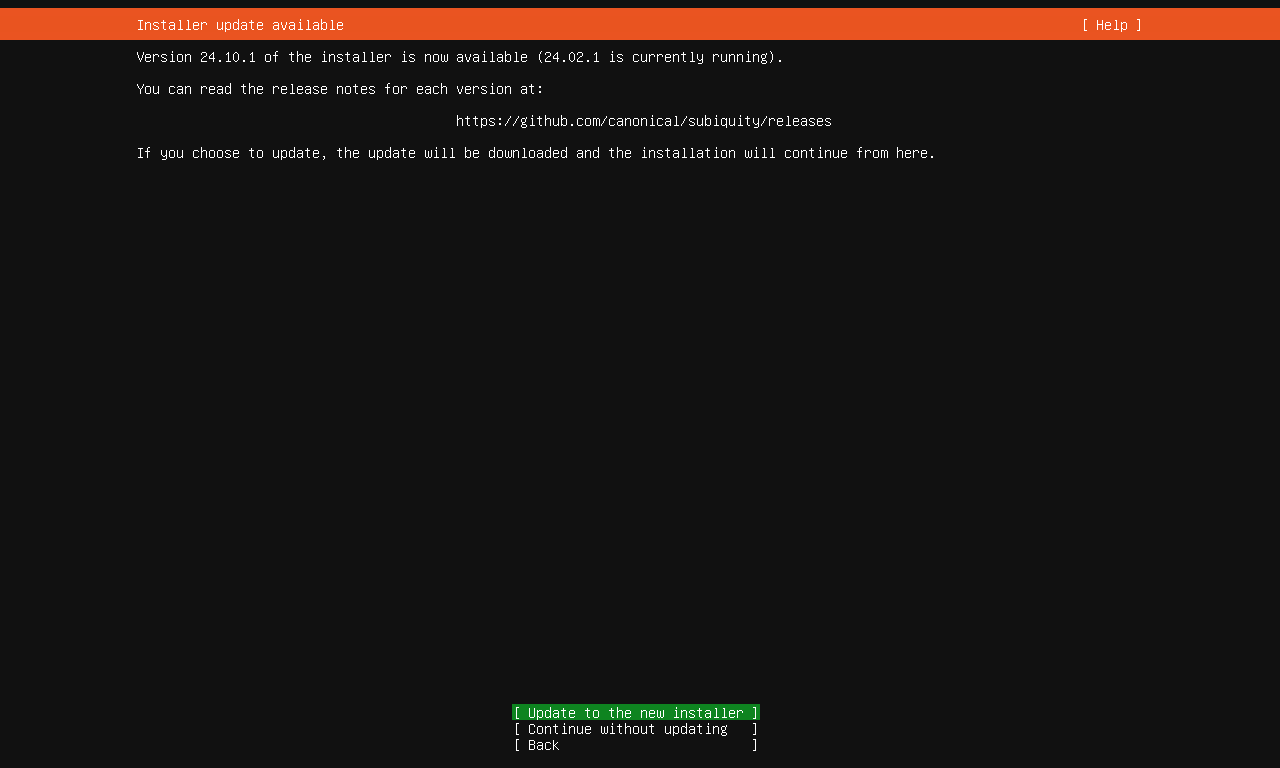 Installer update available [ Help ]
Version 24.10.1 of the installer is now available (24.02.1 is currently running).
You can read the release notes for each version at:
https://github.com/canonical/subiquity/releases
If you choose to update, the update will be downloaded and the installation will continue from here.
[ Update to the new installer ]
[ Continue without updating ]
[ Back ]